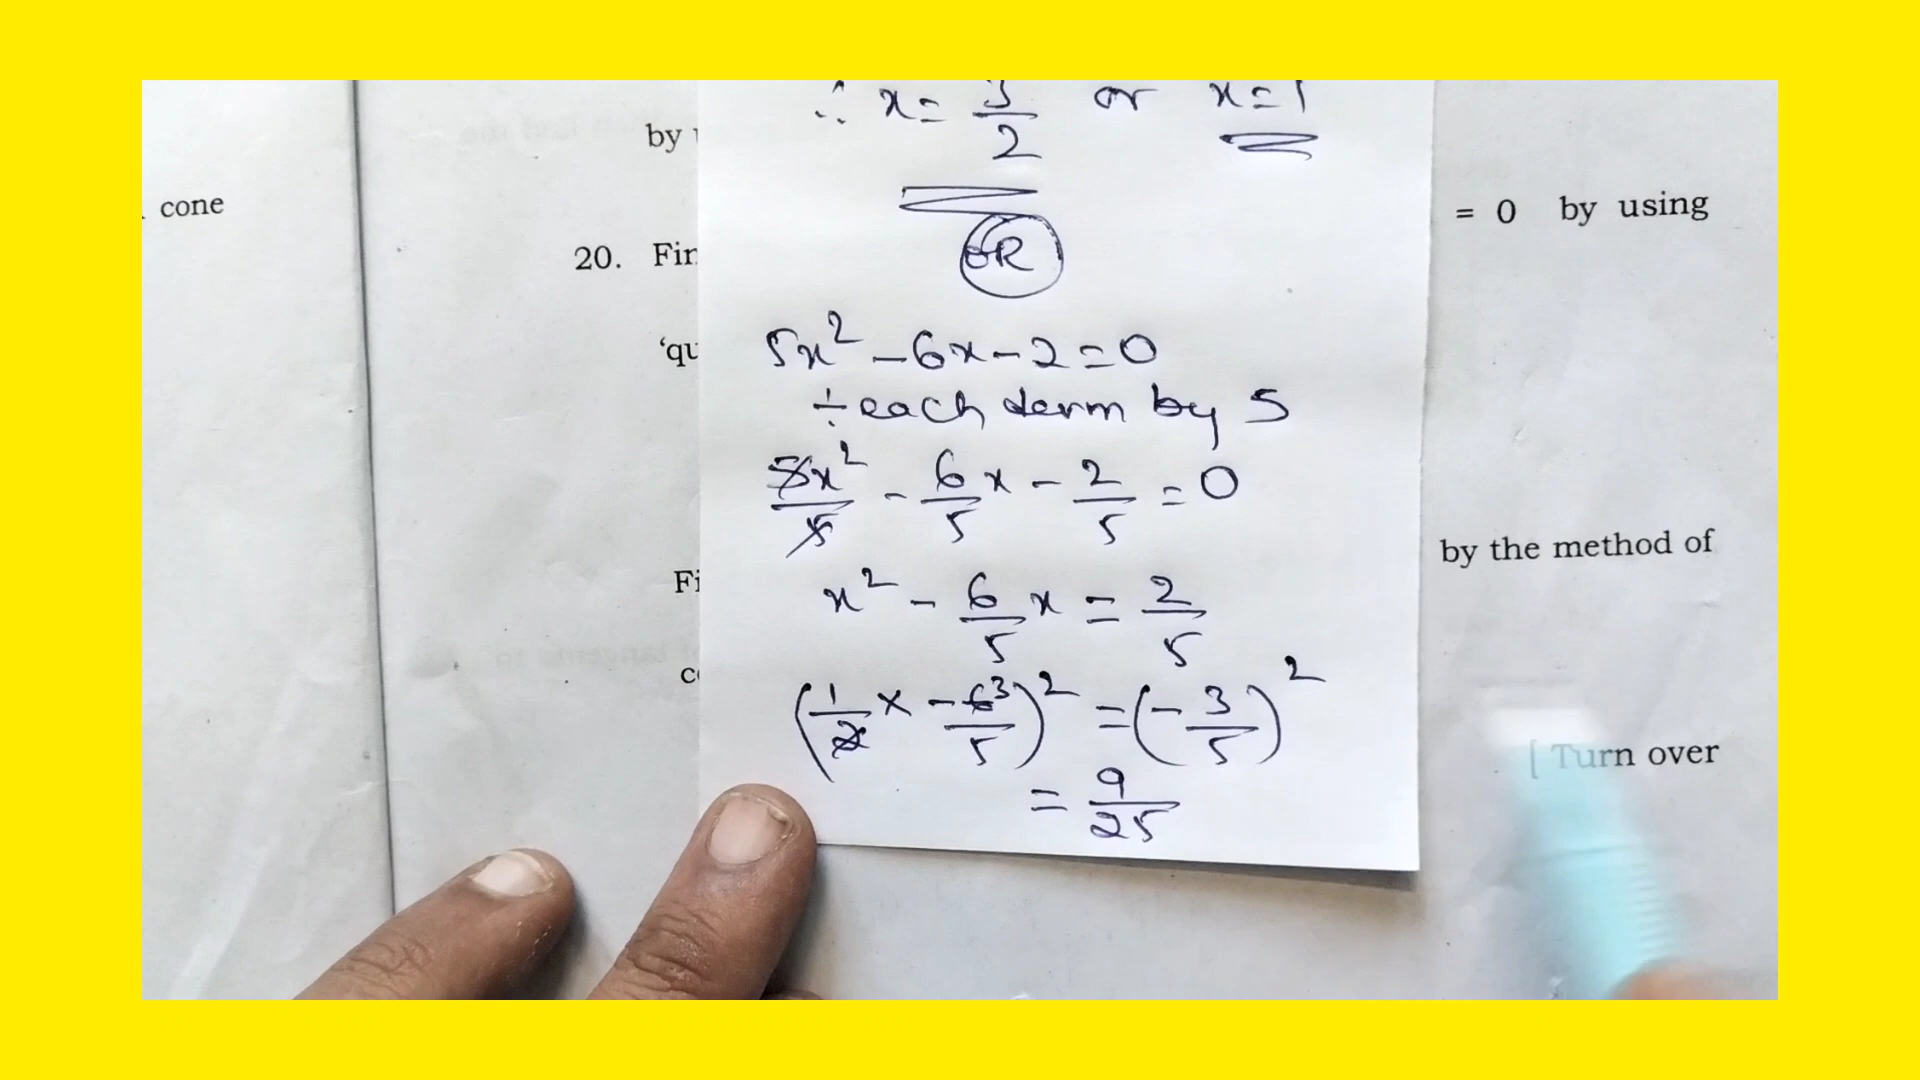 cone
by
20. Fin
'qu
Fi
∴ x = 3/2 or x = 1
OR
5x² - 6x - 2 = 0
÷ each term by 5
5x²/5 - 6/5 x - 2/5 = 0
x² - 6/5 x = 2/5
(1/2 × -6³/5)² = (-3/5)²
= 9/25
= 0 by using
by the method of
[ Turn over